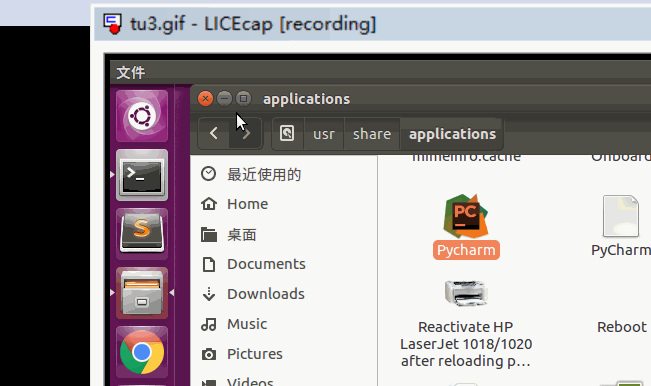 tu3.gif - LICEcap [recording]
文件
applications
usr
share
applications
mimeinfo.cache
Onboard
最近使用的
Home
PC
Pycharm
PyCharm
桌面
Documents
Downloads
Music
Reactivate HP
LaserJet 1018/1020
after reloading p...
Reboot
Pictures
Videos